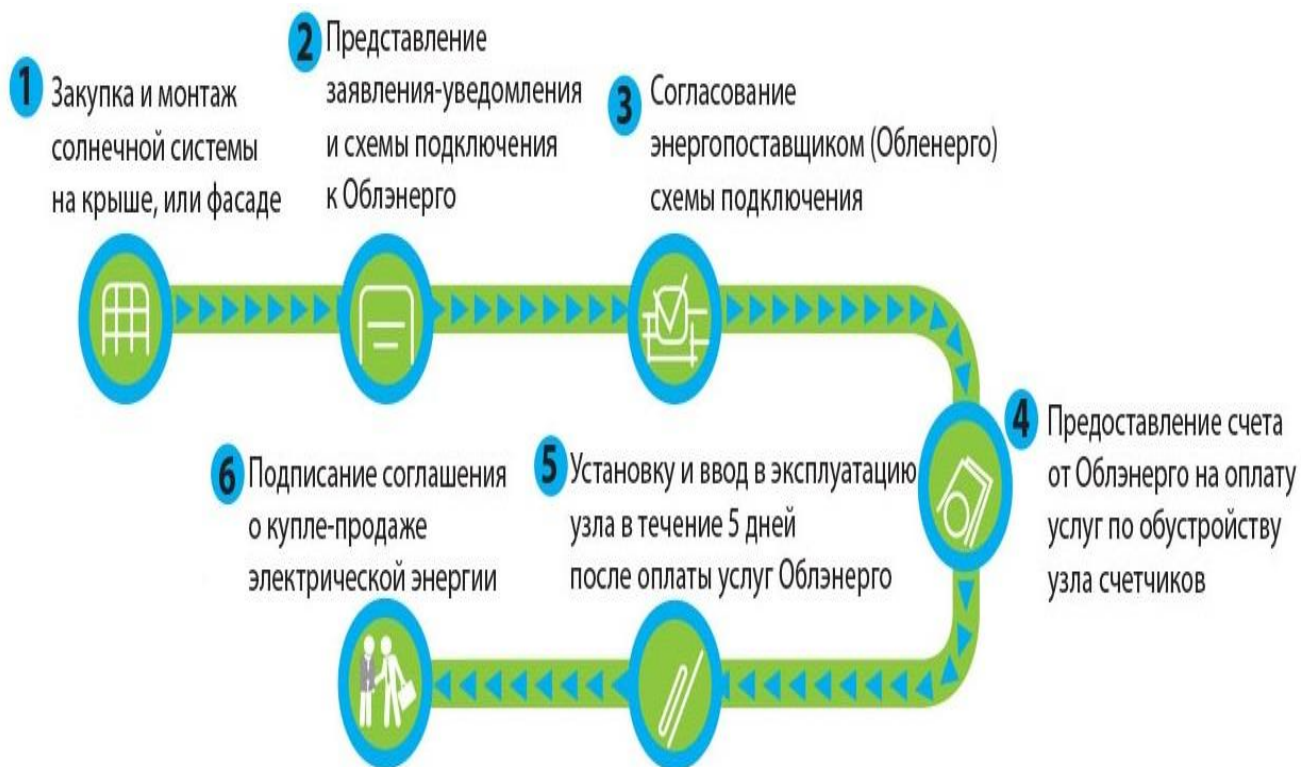 1 Закупка и монтаж
солнечной системы
на крыше, или фасаде
2 Представление
заявления-уведомления
и схемы подключения
к Облэнерго
3 Согласование
энергопоставщиком (Обленерго)
схемы подключения
4 Предоставление счета
от Облэнерго на оплату
услуг по обустройству
узла счетчиков
5 Установку и ввод в эксплуатацию
узла в течение 5 дней
после оплаты услуг Облэнерго
6 Подписание соглашения
о купле-продаже
электрической энергии